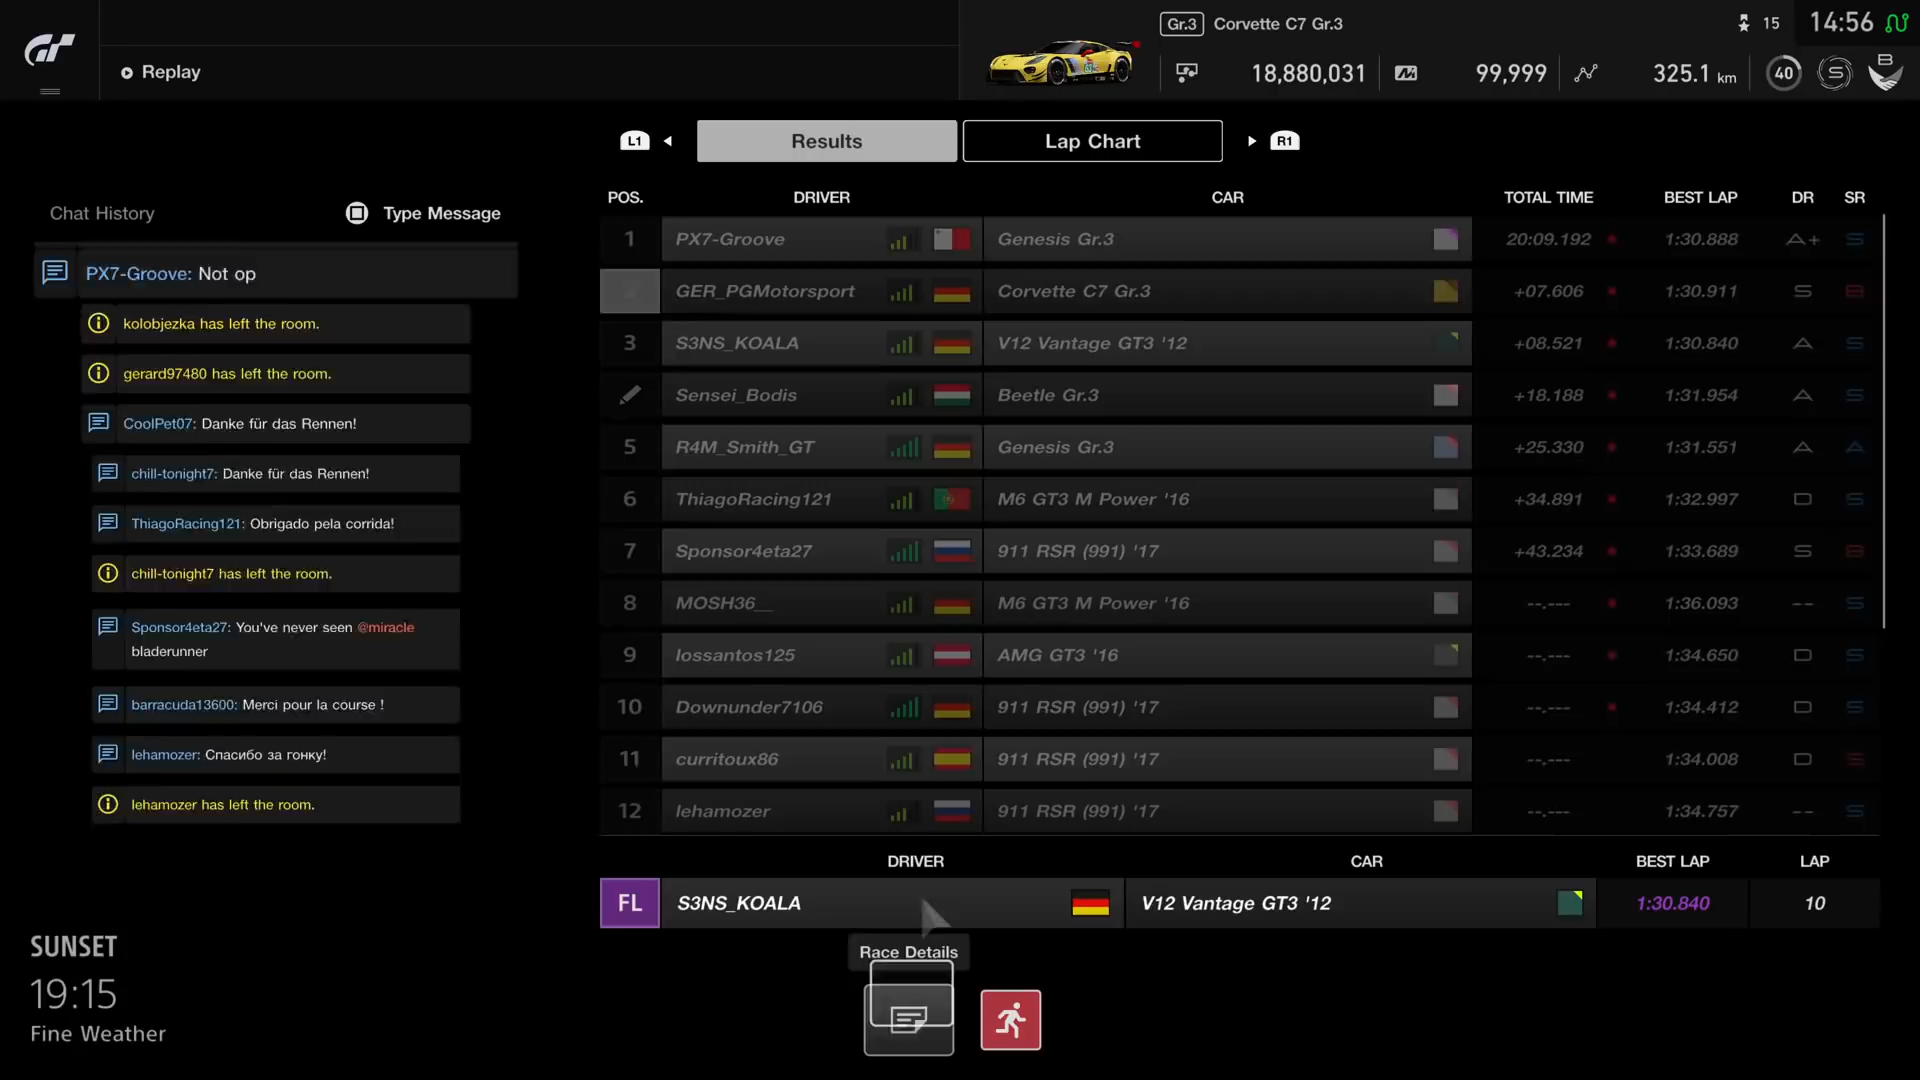 Replay
Gr.3 Corvette C7 Gr.3
18,880,031
99,999
325.1 km
15
14:56
40
S
B
L1
Results
Lap Chart
R1
Chat History
Type Message
PX7-Groove: Not op
kolobjezka has left the room.
gerard97480 has left the room.
CoolPet07: Danke für das Rennen!
chill-tonight7: Danke für das Rennen!
ThiagoRacing121: Obrigado pela corrida!
chill-tonight7 has left the room.
Sponsor4eta27: You've never seen @miracle
bladerunner
barracuda13600: Merci pour la course !
lehamozer: Спасибо за гонку!
lehamozer has left the room.
POS. DRIVER CAR TOTAL TIME BEST LAP DR SR
1 PX7-Groove Genesis Gr.3 20:09.192 1:30.888 A+ S
GER_PGMotorsport Corvette C7 Gr.3 +07.606 1:30.911 S B
3 S3NS_KOALA V12 Vantage GT3 '12 +08.521 1:30.840 A S
Sensei_Bodis Beetle Gr.3 +18.188 1:31.954 A S
5 R4M_Smith_GT Genesis Gr.3 +25.330 1:31.551 A A
6 ThiagoRacing121 M6 GT3 M Power '16 +34.891 1:32.997 D S
7 Sponsor4eta27 911 RSR (991) '17 +43.234 1:33.689 S B
8 MOSH36__ M6 GT3 M Power '16 --.--- 1:36.093 -- S
9 lossantos125 AMG GT3 '16 --.--- 1:34.650 D S
10 Downunder7106 911 RSR (991) '17 --.--- 1:34.412 D S
11 curritoux86 911 RSR (991) '17 --.--- 1:34.008 D S
12 lehamozer 911 RSR (991) '17 --.--- 1:34.757 -- S
DRIVER CAR BEST LAP LAP
FL S3NS_KOALA V12 Vantage GT3 '12 1:30.840 10
Race Details
SUNSET
19:15
Fine Weather